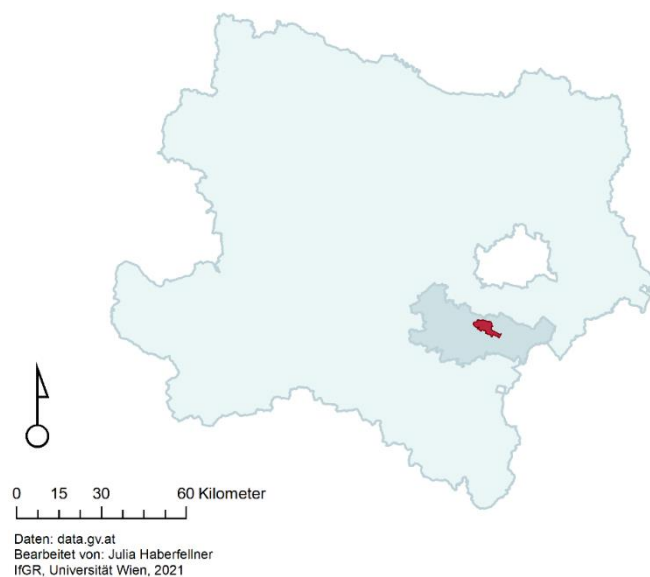 0 15 30 60 Kilometer
Daten: data.gv.at
Bearbeitet von: Julia Haberfellner
IfGR, Universität Wien, 2021